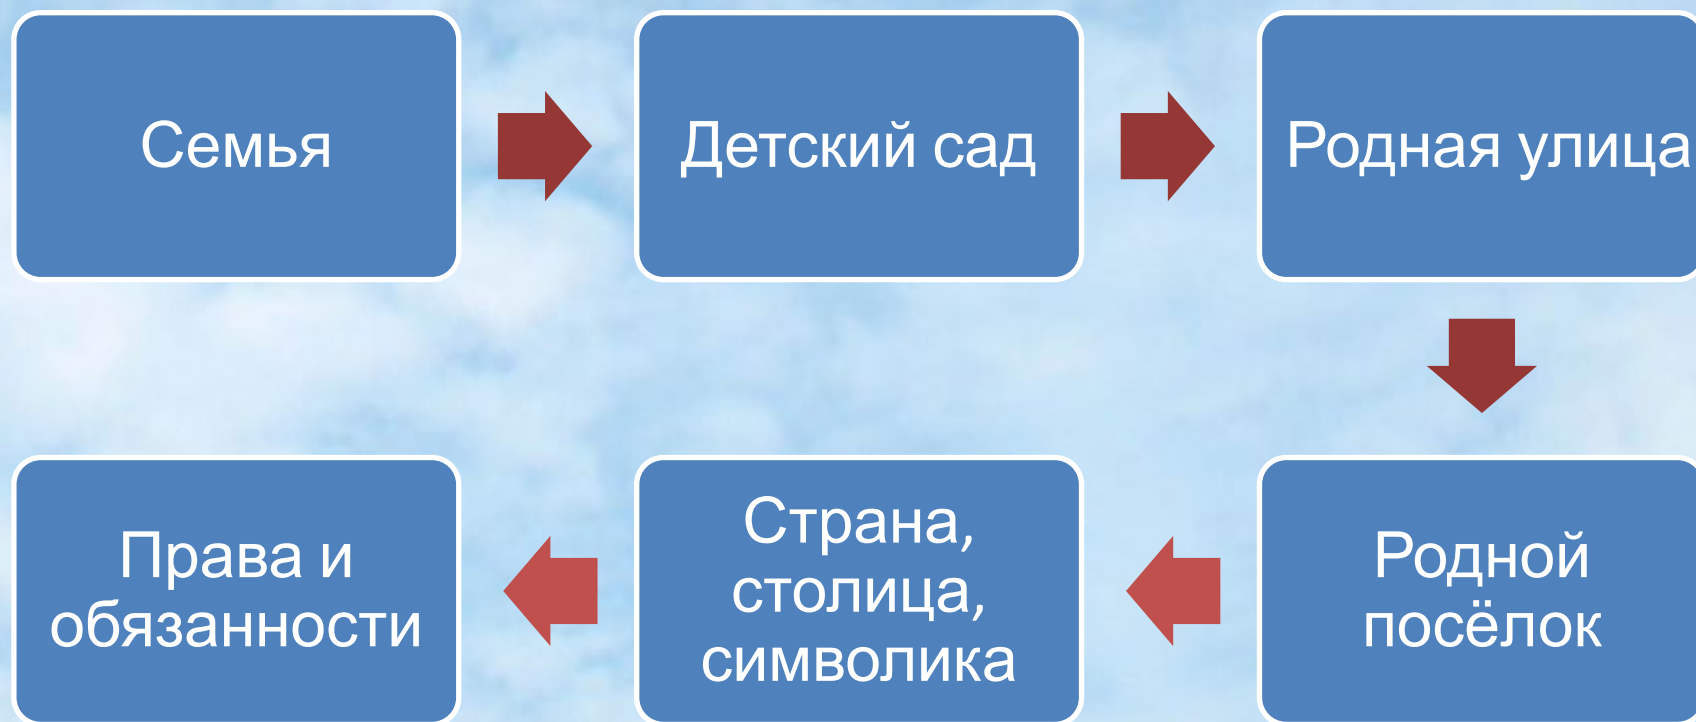 Семья
Детский сад
Родная улица
Права и
обязанности
Страна,
столица,
символика
Родной
посёлок